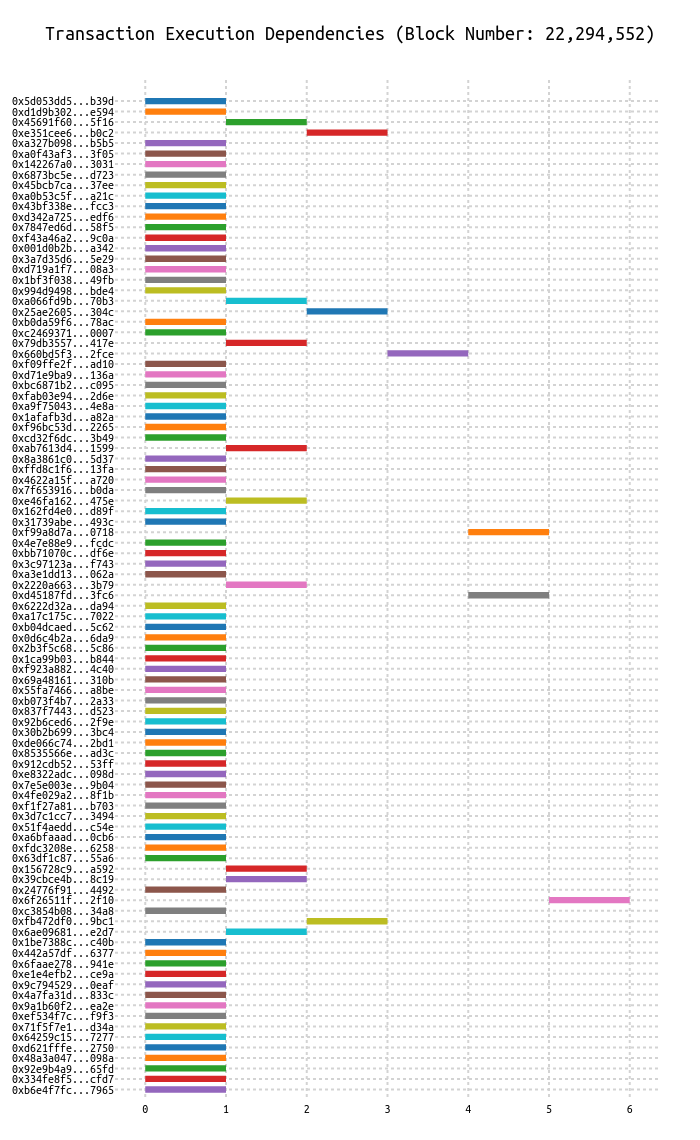 Transaction Execution Dependencies (Block Number: 22,294,552)
0x5d053dd5...b39d
0xd1d9b302...e594
0x45691f60...5f16
0xe351cee6...b0c2
0xa327b098...b5b5
0xa0f43af3...3f05
0x142267a0...3031
0x6873bc5e...d723
0x45bcb7ca...37ee
0xa0b53c5f...a21c
0x43bf338e...fcc3
0xd342a725...edf6
0x7847ed6d...58f5
0xf43a46a2...9c0a
0x001d0b2b...a342
0x3a7d35d6...5e29
0xd719a1f7...08a3
0x1bf3f038...49fb
0x994d9498...bde4
0xa066fd9b...70b3
0x25ae2605...304c
0xb0da59f6...78ac
0xc2469371...0007
0x79db3557...417e
0x660bd5f3...2fce
0xf09ffe2f...ad10
0xd71e9ba9...136a
0xbc6871b2...c095
0xfab03e94...2d6e
0xa9f75043...4e8a
0x1afafb3d...a82a
0xf96bc53d...2265
0xcd32f6dc...3b49
0xab7613d4...1599
0x8a3861c0...5d37
0xffd8c1f6...13fa
0x4622a15f...a720
0x7f653916...b0da
0xe46fa162...475e
0x162fd4e0...d89f
0x31739abe...493c
0xf99a8d7a...0718
0x4e7e88e9...fcdc
0xbb71070c...df6e
0x3c97123a...f743
0xa3e1dd13...062a
0x2220a663...3b79
0xd45187fd...3fc6
0x6222d32a...da94
0xa17c175c...7022
0xb04dcaed...5c62
0x0d6c4b2a...6da9
0x2b3f5c68...5c86
0x1ca99b03...b844
0xf923a882...4c40
0x69a48161...310b
0x55fa7466...a8be
0xb073f4b7...2a33
0x837f7443...d523
0x92b6ced6...2f9e
0x30b2b699...3bc4
0xde066c74...2bd1
0x8535566e...ad3c
0x912cdb52...53ff
0xe8322adc...098d
0x7e5e003e...9b04
0x4fe029a2...8f1b
0xf1f27a81...b703
0x3d7c1cc7...3494
0x51f4aedd...c54e
0xa6bfaaad...0cb6
0xfdc3208e...6258
0x63df1c87...55a6
0x156728c9...a592
0x39cbce4b...8c19
0x24776f91...4492
0x6f26511f...2f10
0xc3854b08...34a8
0xfb472df0...9bc1
0x6ae09681...e2d7
0x1be7388c...c40b
0x442a57df...6377
0x6faae278...941e
0xe1e4efb2...ce9a
0x9c794529...0eaf
0x4a7fa31d...833c
0x9a1b60f2...ea2e
0xef534f7c...f9f3
0x71f5f7e1...d34a
0x64259c15...7277
0xd621fffe...2750
0x48a3a047...098a
0x92e9b4a9...65fd
0x334fe8f5...cfd7
0xb6e4f7fc...7965
0 1 2 3 4 5 6